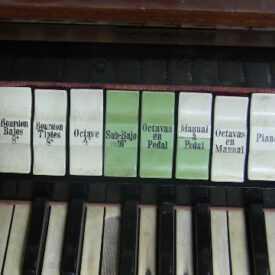 Bourdon
Bajos
8'
Bourdon
Tiples
8'
Octave
4'
Sub-Bajo
16'
Octavas
en
Pedal
Manual
á
Pedal
Octavas
en
Manual
Piano